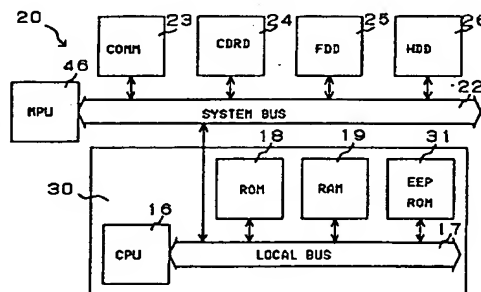 20
23
24
25
26
COMM
CDRD
FDD
HDD
46
MPU
SYSTEM BUS
22
30
18
19
31
ROM
RAM
EEP
ROM
16
17
CPU
LOCAL BUS